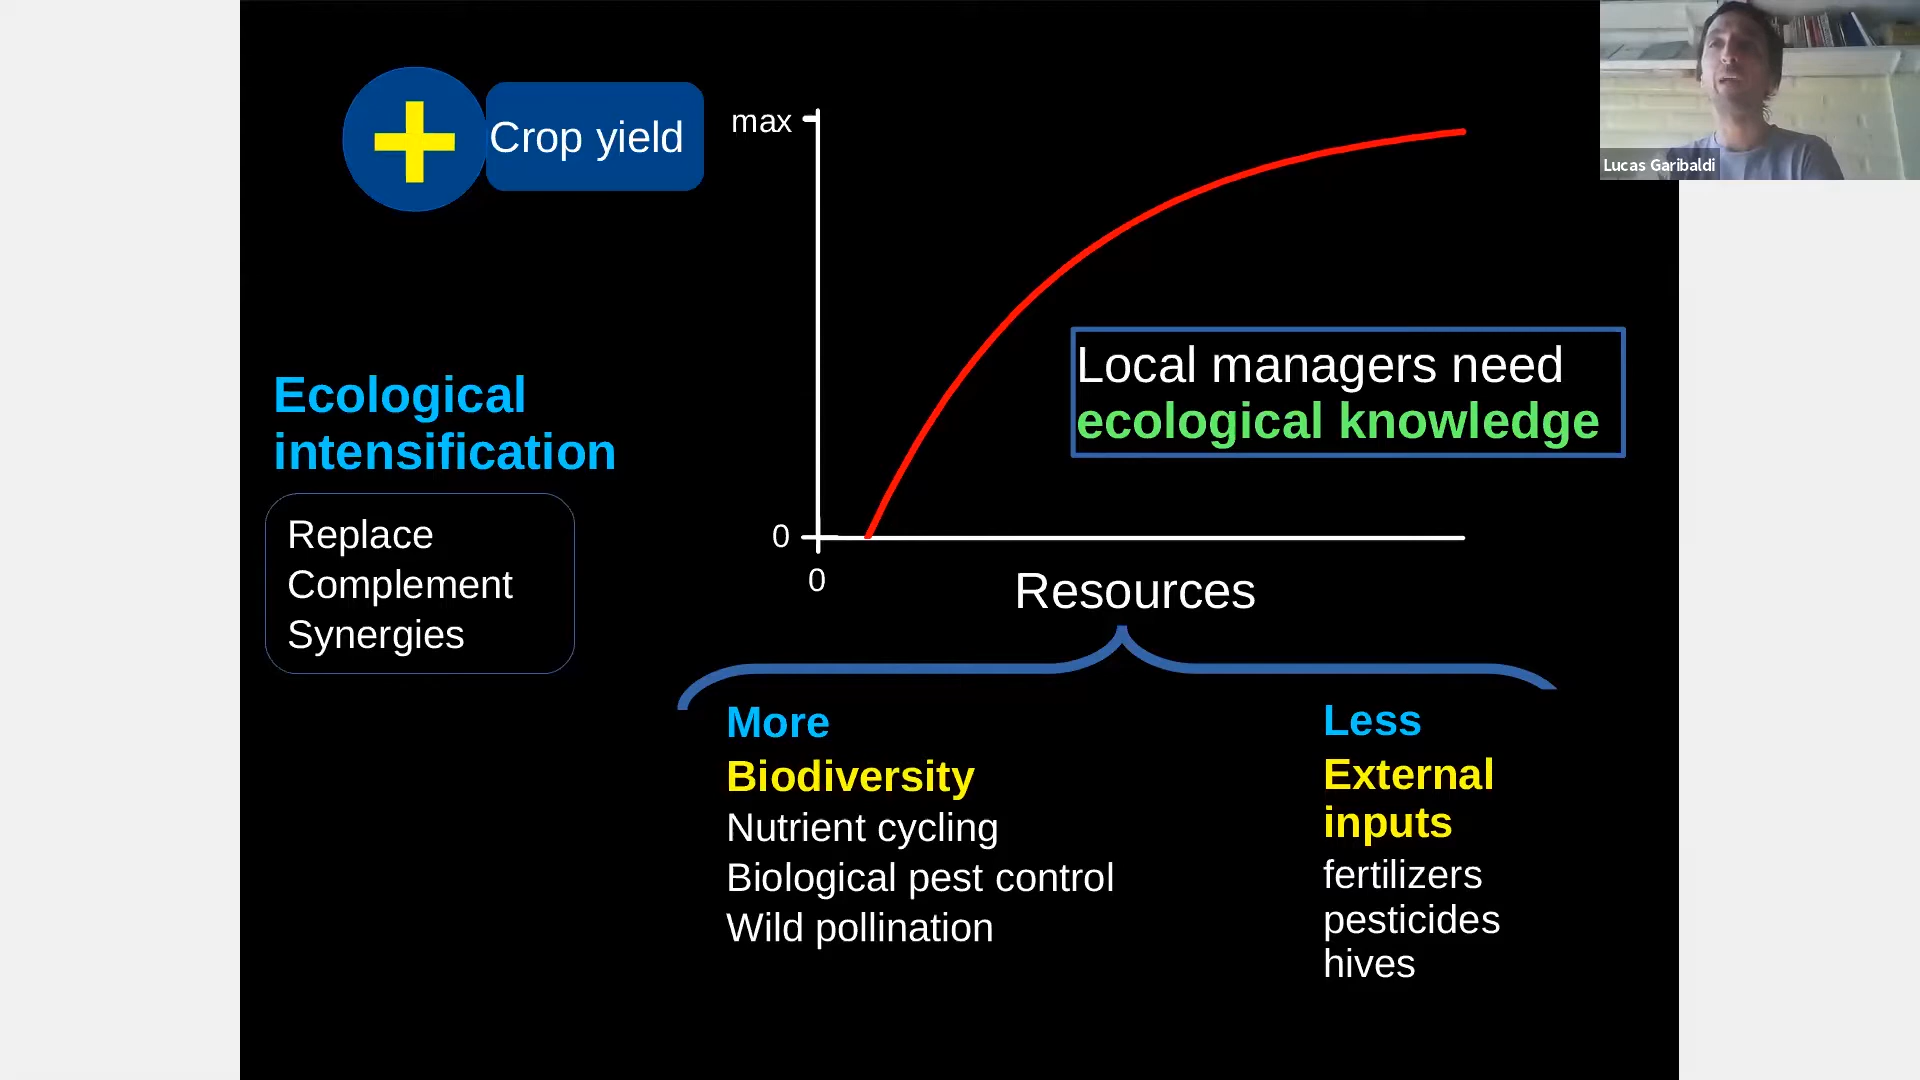 Crop yield
max
Lucas Garibaldi
Local managers need
ecological knowledge
Ecological
intensification
Replace
Complement
Synergies
0
0
Resources
More
Biodiversity
Nutrient cycling
Biological pest control
Wild pollination
Less
External
inputs
fertilizers
pesticides
hives